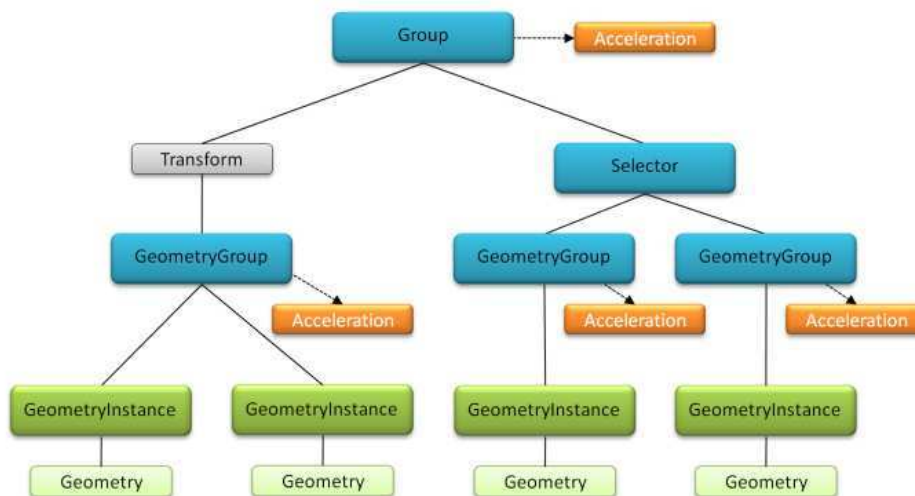 Group
Acceleration
Transform
Selector
GeometryGroup
GeometryGroup
GeometryGroup
Acceleration
Acceleration
Acceleration
GeometryInstance
GeometryInstance
GeometryInstance
GeometryInstance
Geometry
Geometry
Geometry
Geometry